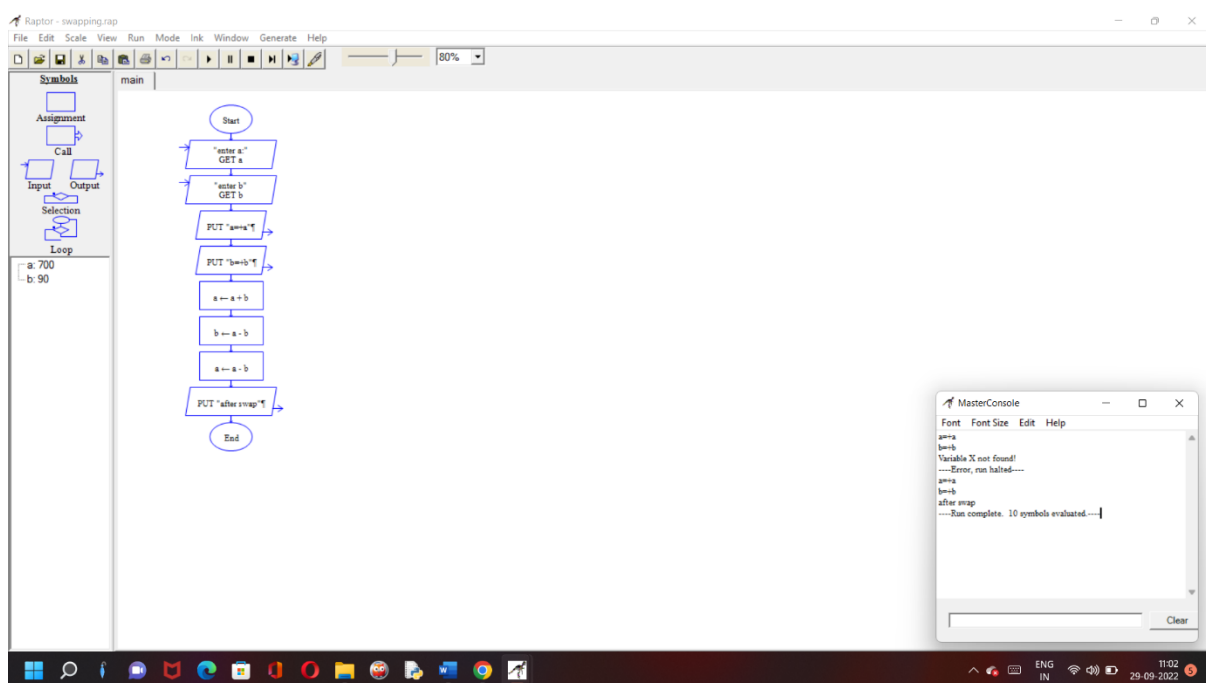 Raptor - swapping.rap
File Edit Scale View Run Mode Ink Window Generate Help
80%
Symbols
Assignment
Call
Input Output
Selection
Loop
a: 700
b: 90
main
Start
"enter a:"
GET a
"enter b"
GET b
PUT "a=+a"¶
PUT "b=+b"¶
a ← a + b
b ← a - b
a ← a - b
PUT "after swap"¶
End
MasterConsole
Font Font Size Edit Help
a=+a
b=+b
Variable X not found!
----Error, run halted----
a=+a
b=+b
after swap
----Run complete. 10 symbols evaluated.----
Clear
ENG
IN
11:02
29-09-2022
5